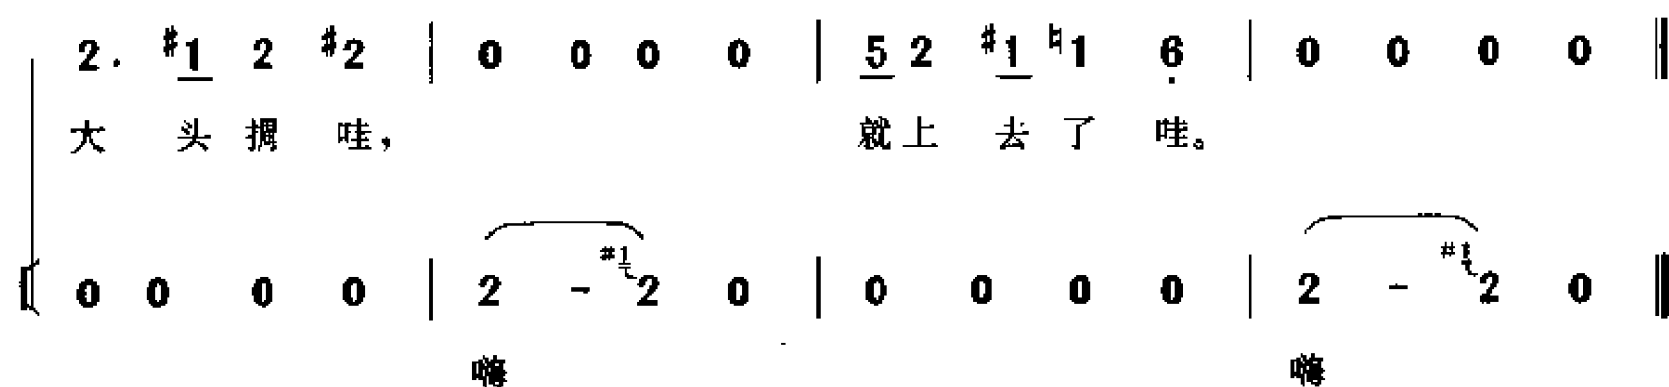 2. #1 2 #2 | 0 0 0 0 | 5 2 #1 ♮1 6 | 0 0 0 0 ‖
大 头 掴 哇， 就 上 去 了 哇。
0 0 0 0 | 2 - #1 2 0 | 0 0 0 0 | 2 - #1 2 0 ‖
嗨 嗨